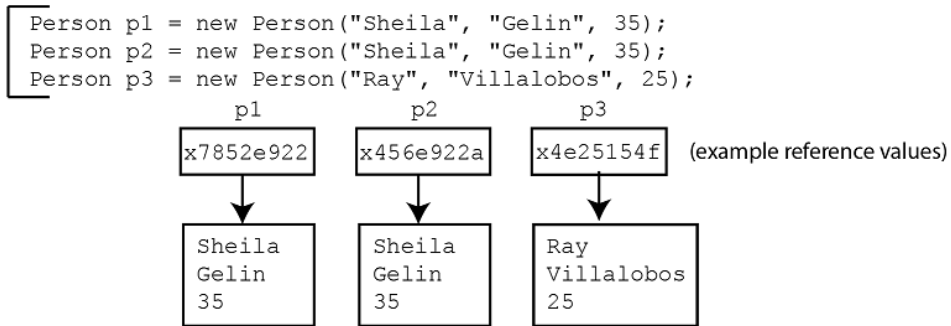 Person p1 = new Person("Sheila", "Gelin", 35);
Person p2 = new Person("Sheila", "Gelin", 35);
Person p3 = new Person("Ray", "Villalobos", 25);
p1 p2 p3
x7852e922 x456e922a x4e25154f (example reference values)
Sheila Sheila Ray
Gelin Gelin Villalobos
35 35 25